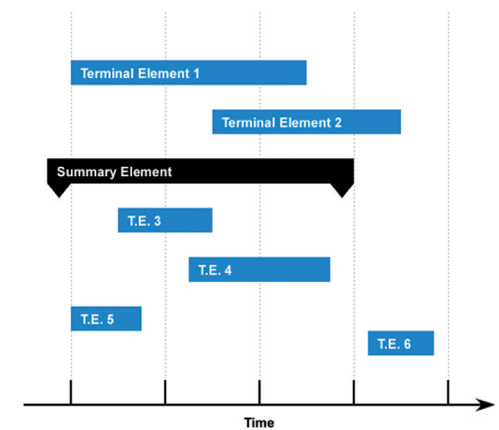 Terminal Element 1
Terminal Element 2
Summary Element
T.E. 3
T.E. 4
T.E. 5
T.E. 6
Time